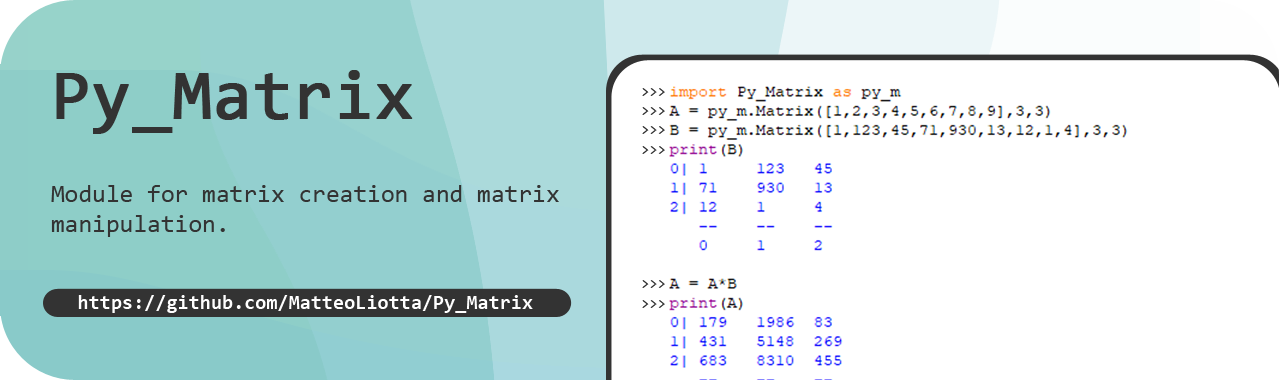 Py_Matrix
Module for matrix creation and matrix
manipulation.
https://github.com/MatteoLiotta/Py_Matrix
>>> import Py_Matrix as py_m
>>> A = py_m.Matrix([1,2,3,4,5,6,7,8,9],3,3)
>>> B = py_m.Matrix([1,123,45,71,930,13,12,1,4],3,3)
>>> print(B)
0| 1 123 45
1| 71 930 13
2| 12 1 4
-- -- --
0 1 2
>>> A = A*B
>>> print(A)
0| 179 1986 83
1| 431 5148 269
2| 683 8310 455
-- -- --